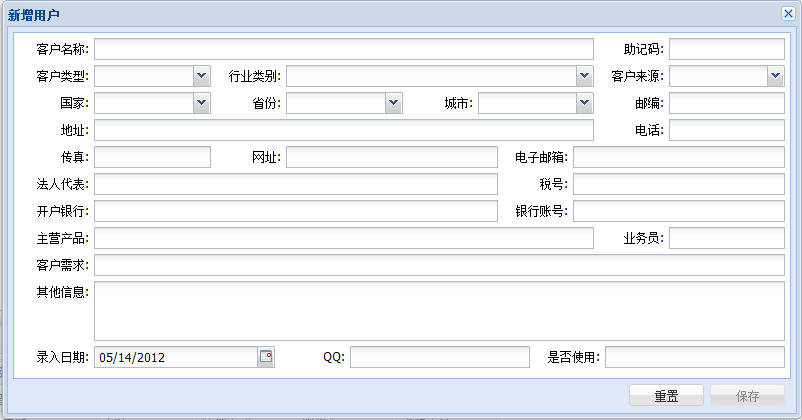 新增用户
客户名称: 助记码:
客户类型: 行业类别: 客户来源:
国家: 省份: 城市: 邮编:
地址: 电话:
传真: 网址: 电子邮箱:
法人代表: 税号:
开户银行: 银行账号:
主营产品: 业务员:
客户需求:
其他信息:
录入日期: 05/14/2012 QQ: 是否使用:
重置 保存